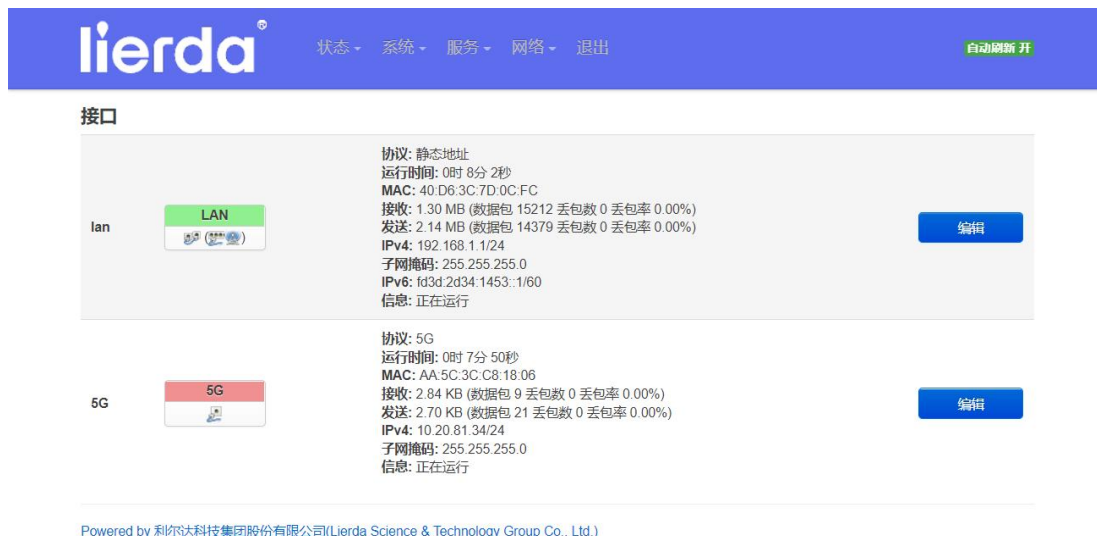 lierda®
状态 系统 服务 网络 退出
自动刷新 开
接口
lan
LAN
协议: 静态地址
运行时间: 0时 8分 2秒
MAC: 40:D6:3C:7D:0C:FC
接收: 1.30 MB (数据包 15212 丢包数 0 丢包率 0.00%)
发送: 2.14 MB (数据包 14379 丢包数 0 丢包率 0.00%)
IPv4: 192.168.1.1/24
子网掩码: 255.255.255.0
IPv6: fd3d:2d34:1453::1/60
信息: 正在运行
编辑
5G
5G
协议: 5G
运行时间: 0时 7分 50秒
MAC: AA:5C:3C:C8:18:06
接收: 2.84 KB (数据包 9 丢包数 0 丢包率 0.00%)
发送: 2.70 KB (数据包 21 丢包数 0 丢包率 0.00%)
IPv4: 10.20.81.34/24
子网掩码: 255.255.255.0
信息: 正在运行
编辑
Powered by 利尔达科技集团股份有限公司(Lierda Science & Technology Group Co., Ltd.)